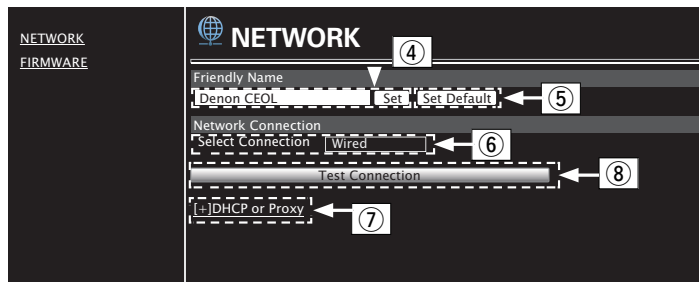 NETWORK
FIRMWARE
NETWORK
④
Friendly Name
Denon CEOL Set Set Default ⑤
Network Connection
Select Connection Wired ⑥
Test Connection ⑧
[+]DHCP or Proxy ⑦